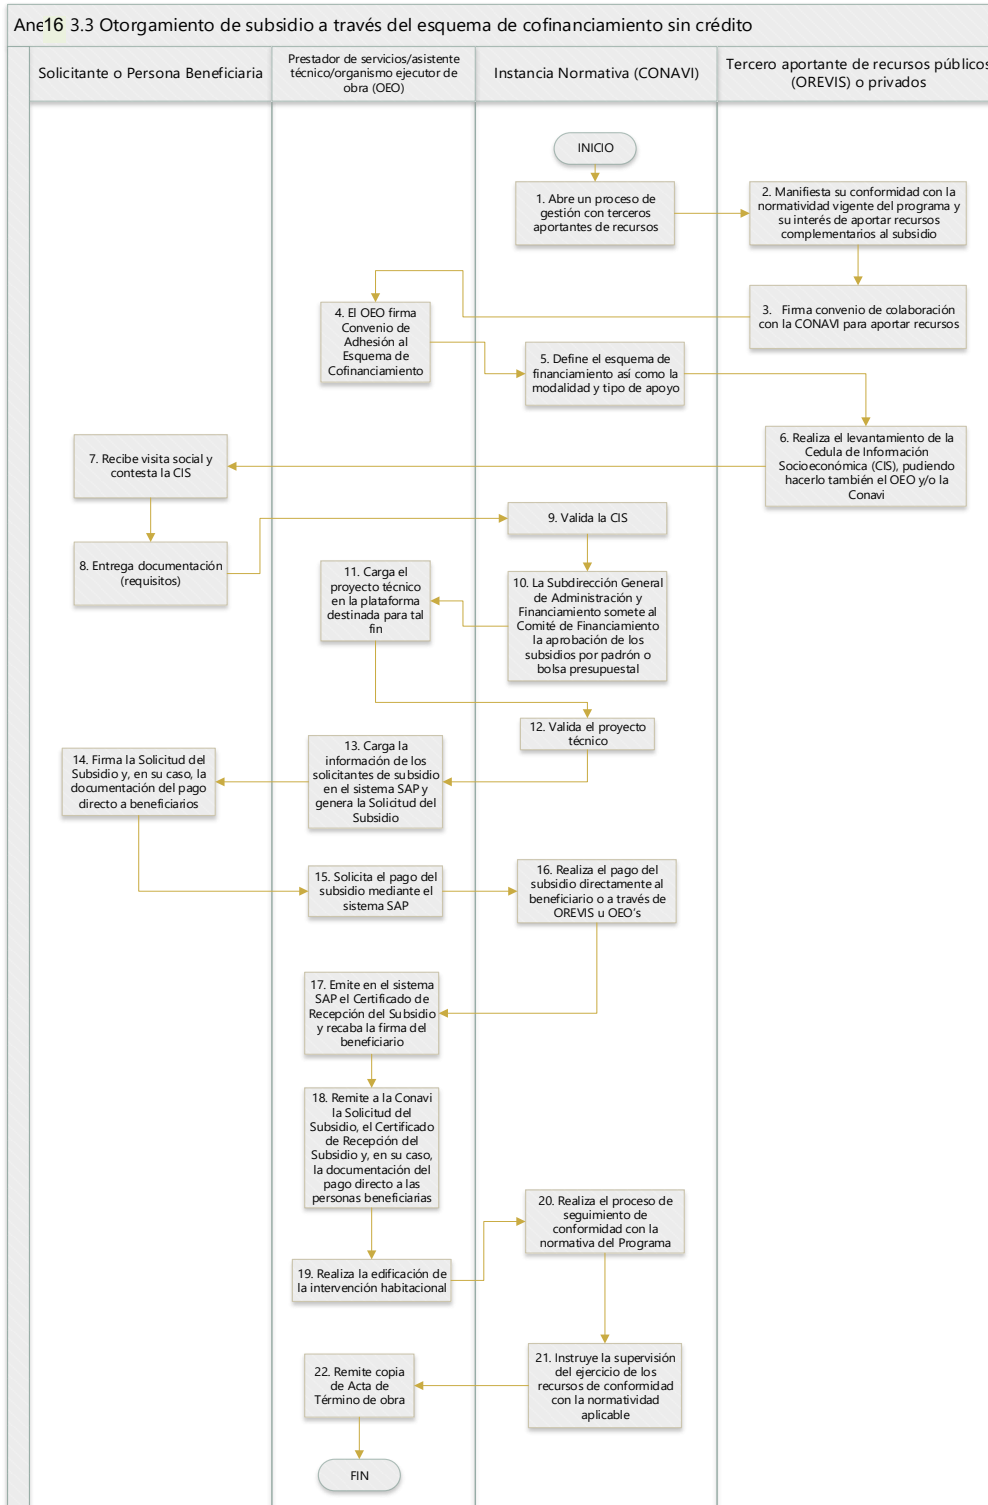 Ane16 3.3 Otorgamiento de subsidio a través del esquema de cofinanciamiento sin crédito
Solicitante o Persona Beneficiaria
Prestador de servicios/asistente
técnico/organismo ejecutor de
obra (OEO)
Instancia Normativa (CONAVI)
Tercero aportante de recursos públicos
(OREVIS) o privados
INICIO
1. Abre un proceso de
gestión con terceros
aportantes de recursos
2. Manifiesta su conformidad con la
normatividad vigente del programa y
su interés de aportar recursos
complementarios al subsidio
3. Firma convenio de colaboración
con la CONAVI para aportar recursos
4. El OEO firma
Convenio de
Adhesión al
Esquema de
Cofinanciamiento
5. Define el esquema de
financiamiento así como la
modalidad y tipo de apoyo
6. Realiza el levantamiento de la
Cedula de Información
Socioeconómica (CIS), pudiendo
hacerlo también el OEO y/o la
Conavi
7. Recibe visita social y
contesta la CIS
8. Entrega documentación
(requisitos)
9. Valida la CIS
10. La Subdirección General
de Administración y
Financiamiento somete al
Comité de Financiamiento
la aprobación de los
subsidios por padrón o
bolsa presupuestal
11. Carga el
proyecto técnico
en la plataforma
destinada para tal
fin
12. Valida el proyecto
técnico
13. Carga la
información de los
solicitantes de subsidio
en el sistema SAP y
genera la Solicitud del
Subsidio
14. Firma la Solicitud del
Subsidio y, en su caso, la
documentación del pago
directo a beneficiarios
15. Solicita el pago del
subsidio mediante el
sistema SAP
16. Realiza el pago del
subsidio directamente al
beneficiario o a través de
OREVIS u OEO's
17. Emite en el sistema
SAP el Certificado de
Recepción del Subsidio
y recaba la firma del
beneficiario
18. Remite a la Conavi
la Solicitud del
Subsidio, el Certificado
de Recepción del
Subsidio y, en su caso,
la documentación del
pago directo a las
personas beneficiarias
19. Realiza la edificación de
la intervención habitacional
20. Realiza el proceso de
seguimiento de
conformidad con la
normativa del Programa
21. Instruye la supervisión
del ejercicio de los
recursos de conformidad
con la normatividad
aplicable
22. Remite copia
de Acta de
Término de obra
FIN